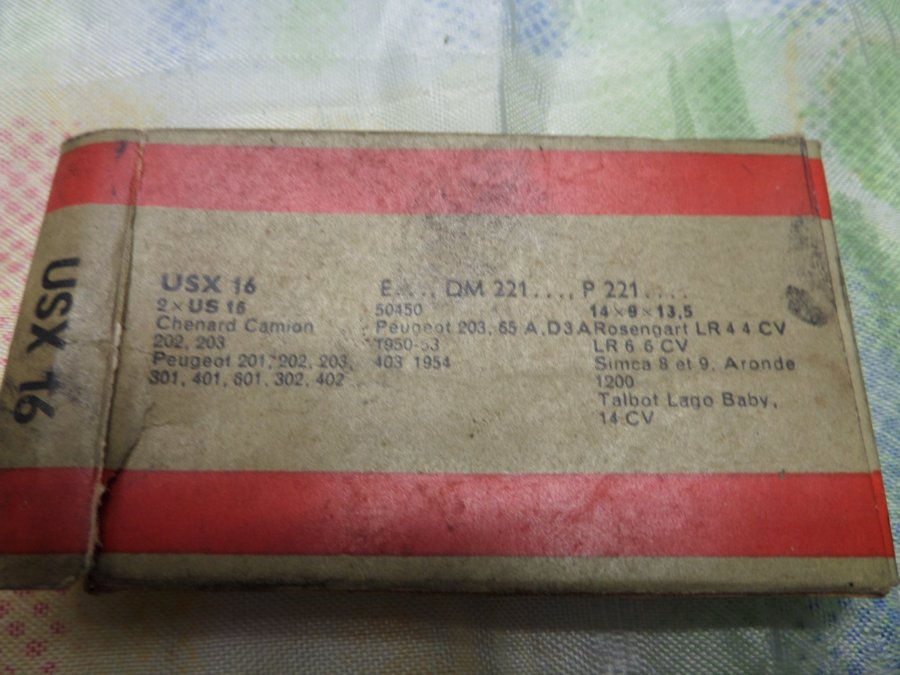 USX 16
USX 16 E...., DM 221...., P 221....
2 × US 16 50450 14 × 9 × 13,5
Chenard Camion Peugeot 203, 65 A, D3A Rosengart LR 4 4 CV
202, 203 1950-53 LR 6 6 CV
Peugeot 201, 202, 203, 403 1954 Simca 8 et 9, Aronde
301, 401, 601, 302, 402 1200
Talbot Lago Baby,
14 CV